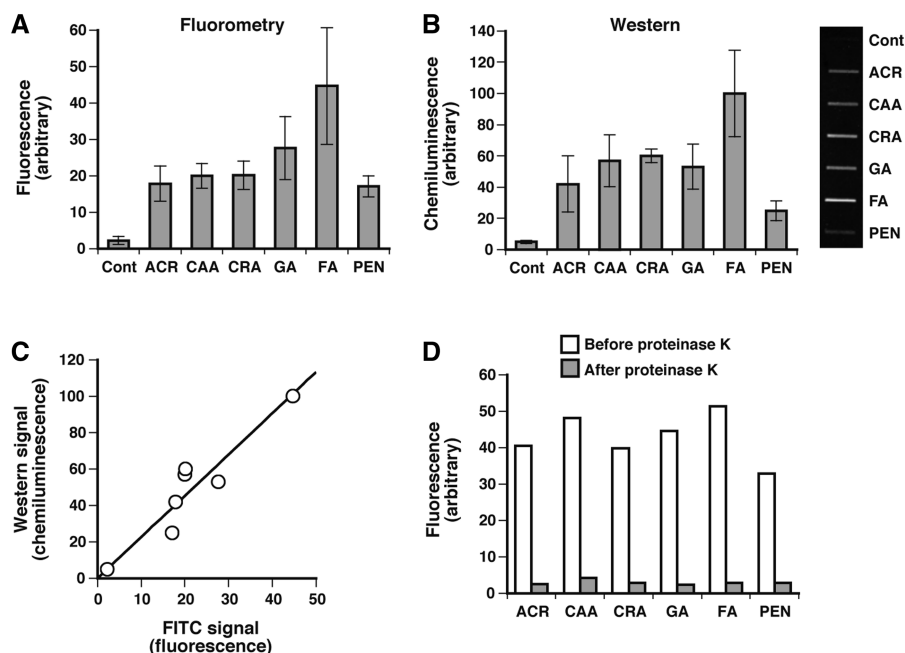 A
Fluorometry
Fluorescence
(arbitrary)
60
50
40
30
20
10
0
Cont ACR CAA CRA GA FA PEN
B
Western
Chemiluminescence
(arbitrary)
140
120
100
80
60
40
20
0
Cont ACR CAA CRA GA FA PEN
Cont
ACR
CAA
CRA
GA
FA
PEN
C
Western signal
(chemiluminescence)
120
100
80
60
40
20
0
0 10 20 30 40 50
FITC signal
(fluorescence)
D
Before proteinase K
After proteinase K
Fluorescence
(arbitrary)
60
50
40
30
20
10
0
ACR CAA CRA GA FA PEN